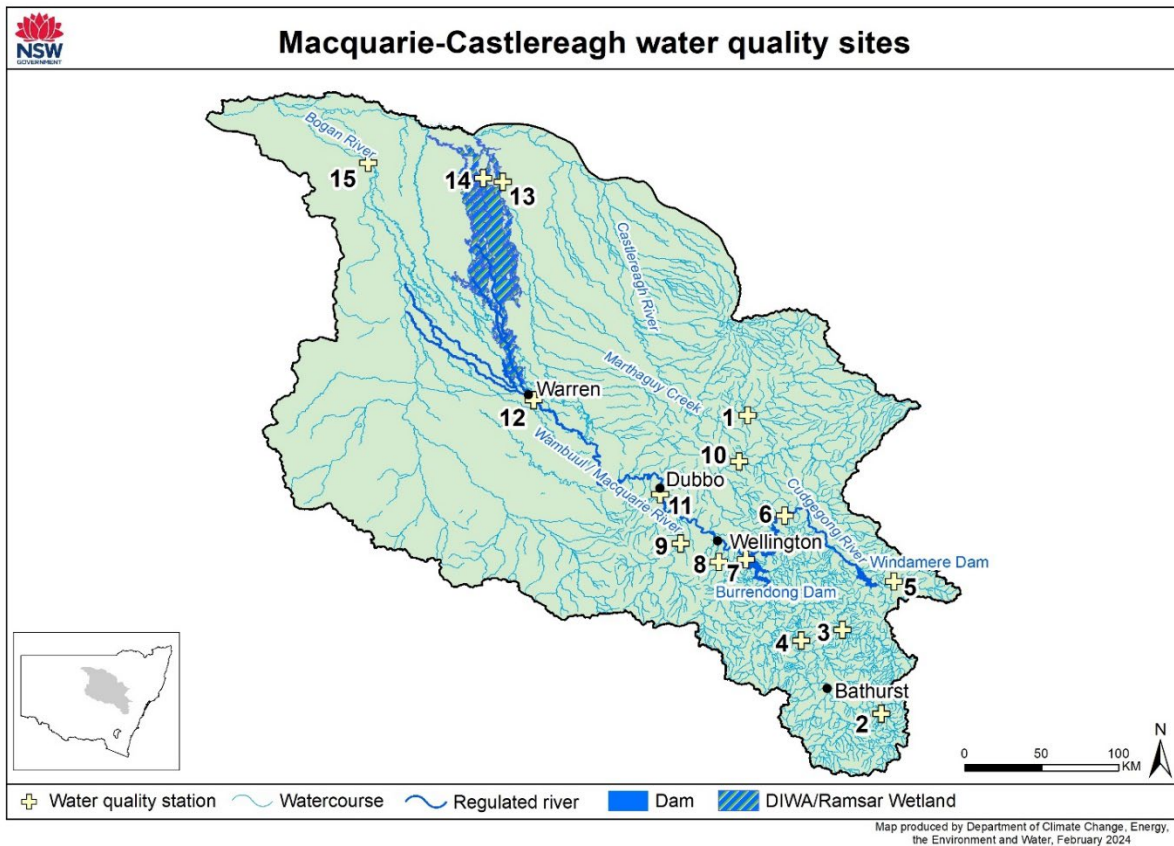 NSW
GOVERNMENT
Macquarie-Castlereagh water quality sites
Bogan River
15
14
13
Castlereagh River
Marthaguy Creek
Warren
12
1
Wambuul / Macquarie River
10
Dubbo
11
Cudgegong River
6
Wellington
9
8
7
Windamere Dam
5
Burrendong Dam
3
4
Bathurst
2
N
0 50 100
KM
Water quality station
Watercourse
Regulated river
Dam
DIWA/Ramsar Wetland
Map produced by Department of Climate Change, Energy,
the Environment and Water, February 2024